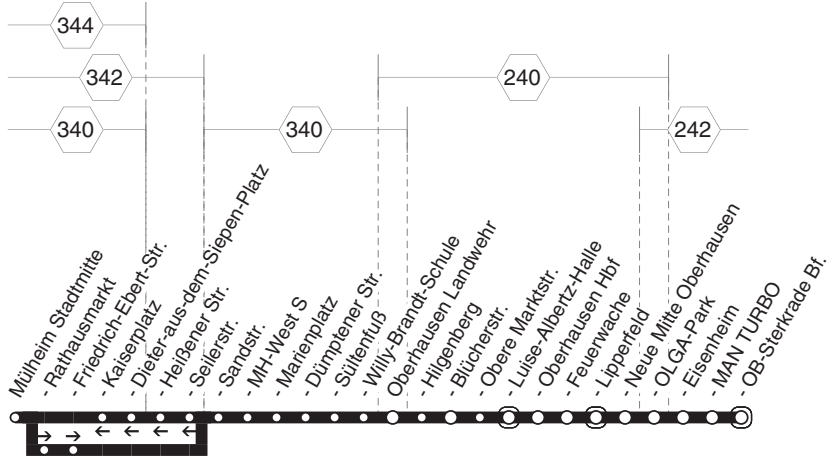 344
342
240
340
340
242
Mülheim Stadtmitte
- Rathausmarkt
- Friedrich-Ebert-Str.
- Kaiserplatz
- Dieter-aus-dem-Siepen-Platz
- Heißener Str.
- Seilerstr.
- Sandstr.
- MH-West S
- Marienplatz
- Dümptener Str.
- Sültenfuß
- Willy-Brandt-Schule
Oberhausen Landwehr
- Hilgenberg
- Blücherstr.
- Obere Marktstr.
- Luise-Albertz-Halle
- Oberhausen Hbf
- Feuerwache
- Lipperfeld
- Neue Mitte Oberhausen
- OLGA-Park
- Eisenheim
- MAN TURBO
- OB-Sterkrade Bf.